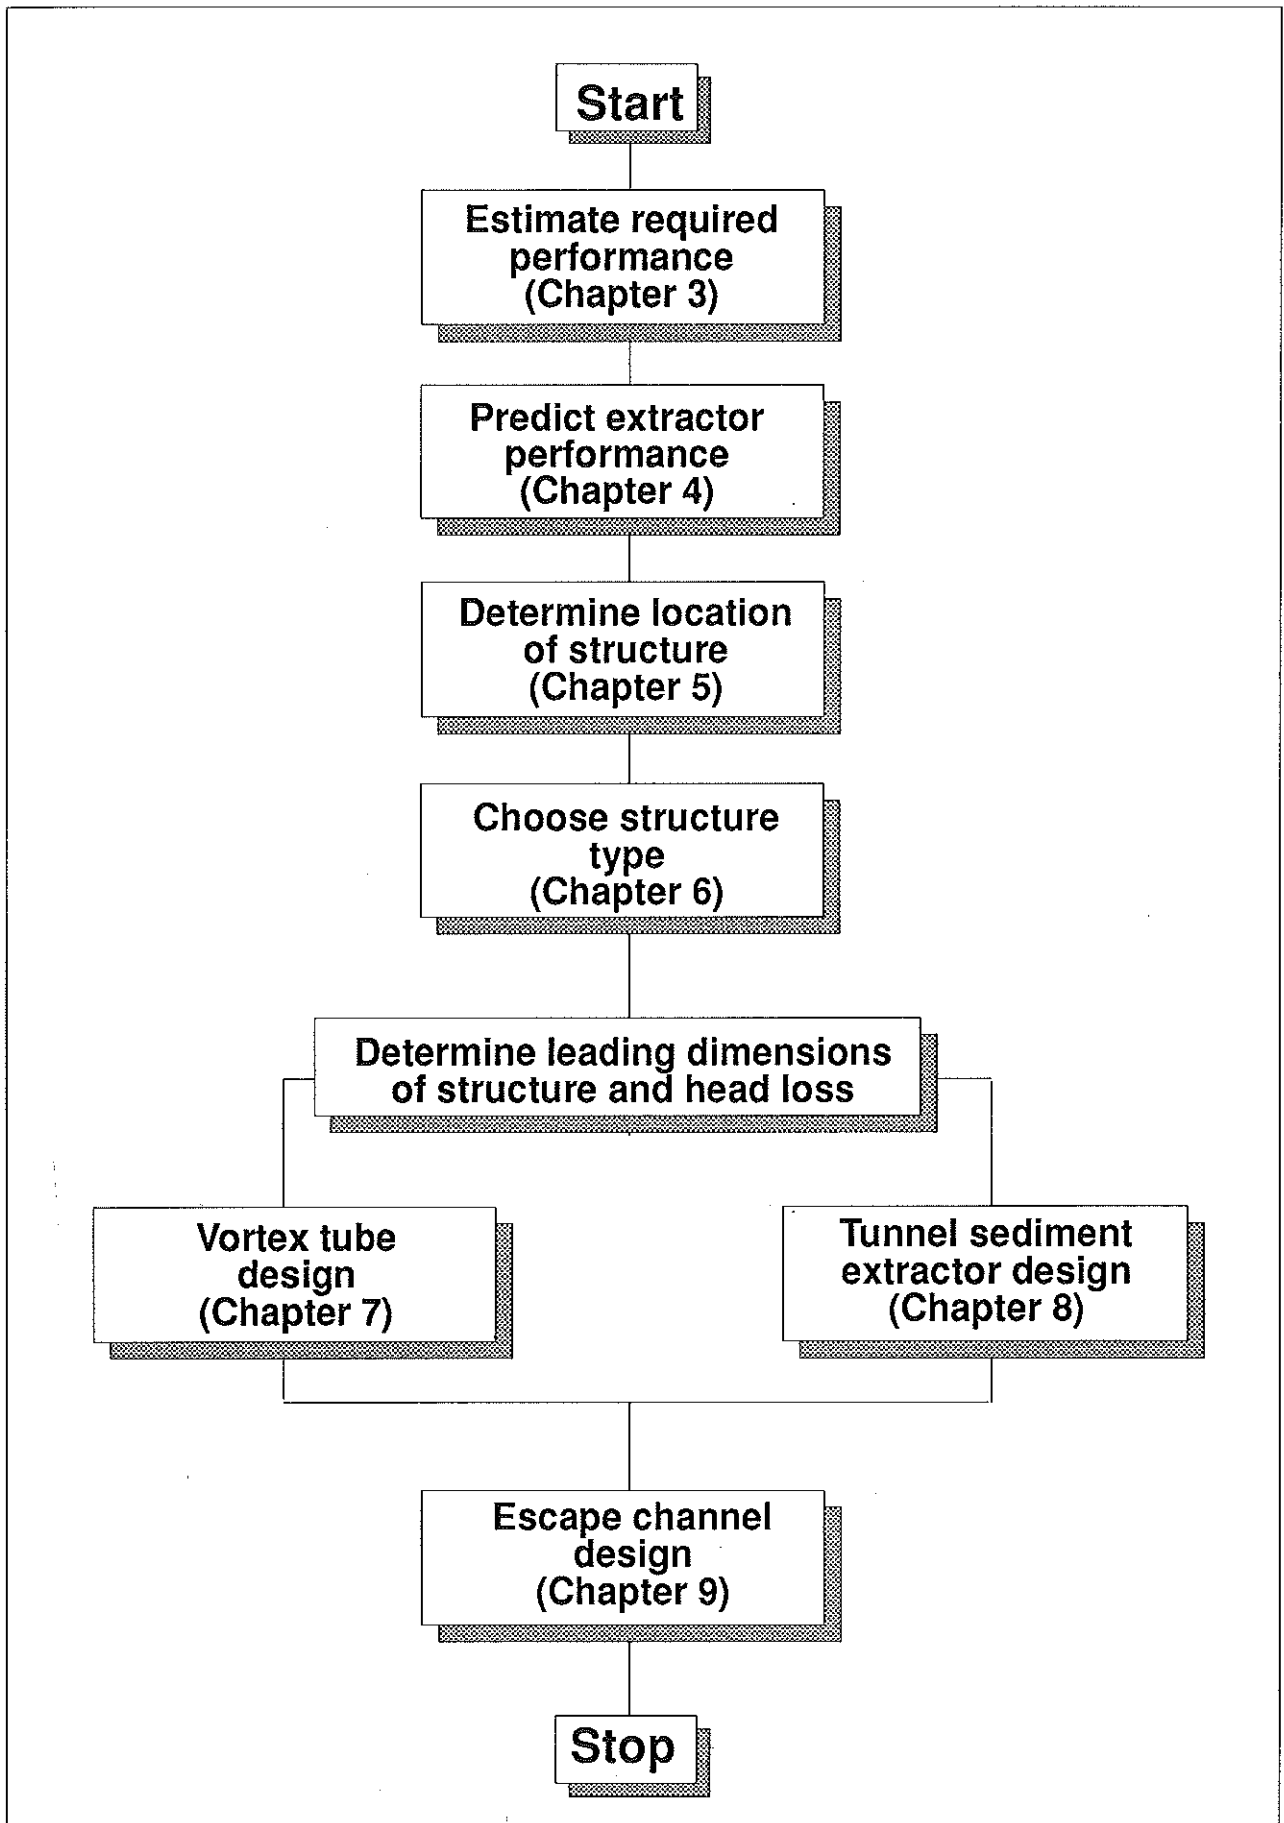 Start
Estimate required
performance
(Chapter 3)
Predict extractor
performance
(Chapter 4)
Determine location
of structure
(Chapter 5)
Choose structure
type
(Chapter 6)
Determine leading dimensions
of structure and head loss
Vortex tube
design
(Chapter 7)
Tunnel sediment
extractor design
(Chapter 8)
Escape channel
design
(Chapter 9)
Stop